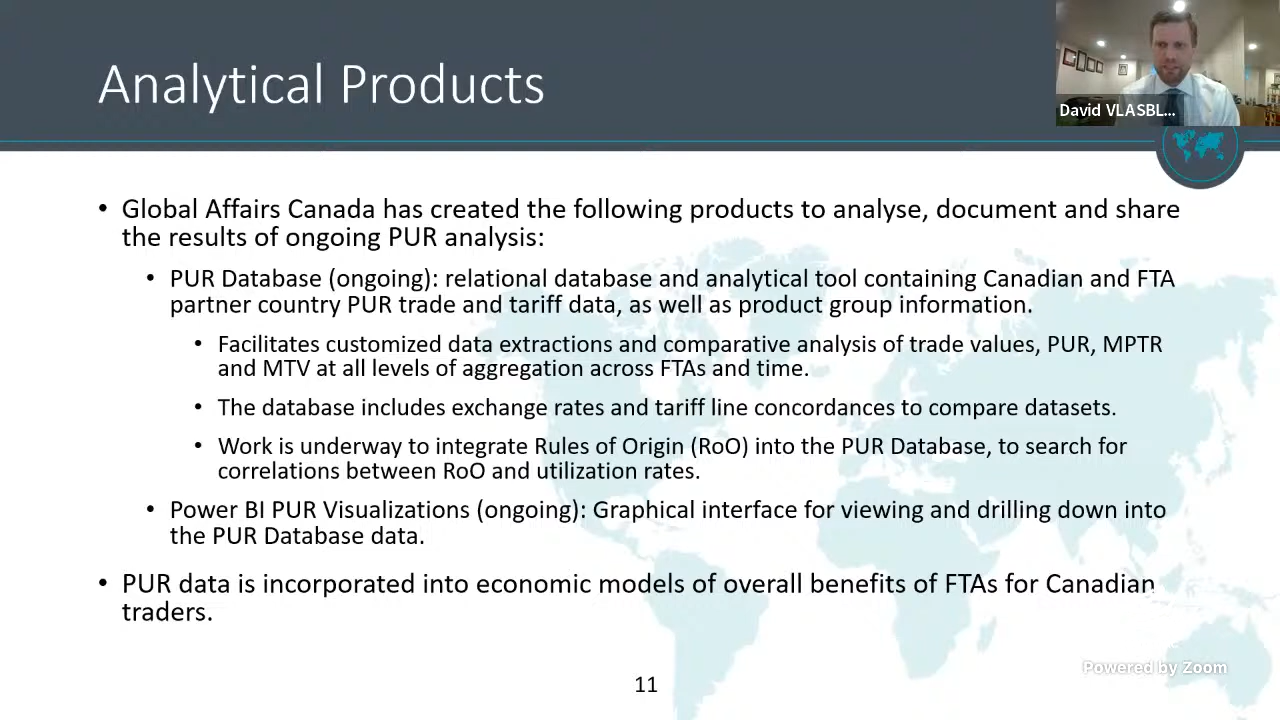 Analytical Products
David VLASBL...
• Global Affairs Canada has created the following products to analyse, document and share
the results of ongoing PUR analysis:
• PUR Database (ongoing): relational database and analytical tool containing Canadian and FTA
partner country PUR trade and tariff data, as well as product group information.
• Facilitates customized data extractions and comparative analysis of trade values, PUR, MPTR
and MTV at all levels of aggregation across FTAs and time.
• The database includes exchange rates and tariff line concordances to compare datasets.
• Work is underway to integrate Rules of Origin (RoO) into the PUR Database, to search for
correlations between RoO and utilization rates.
• Power BI PUR Visualizations (ongoing): Graphical interface for viewing and drilling down into
the PUR Database data.
• PUR data is incorporated into economic models of overall benefits of FTAs for Canadian
traders.
Powered by Zoom
11